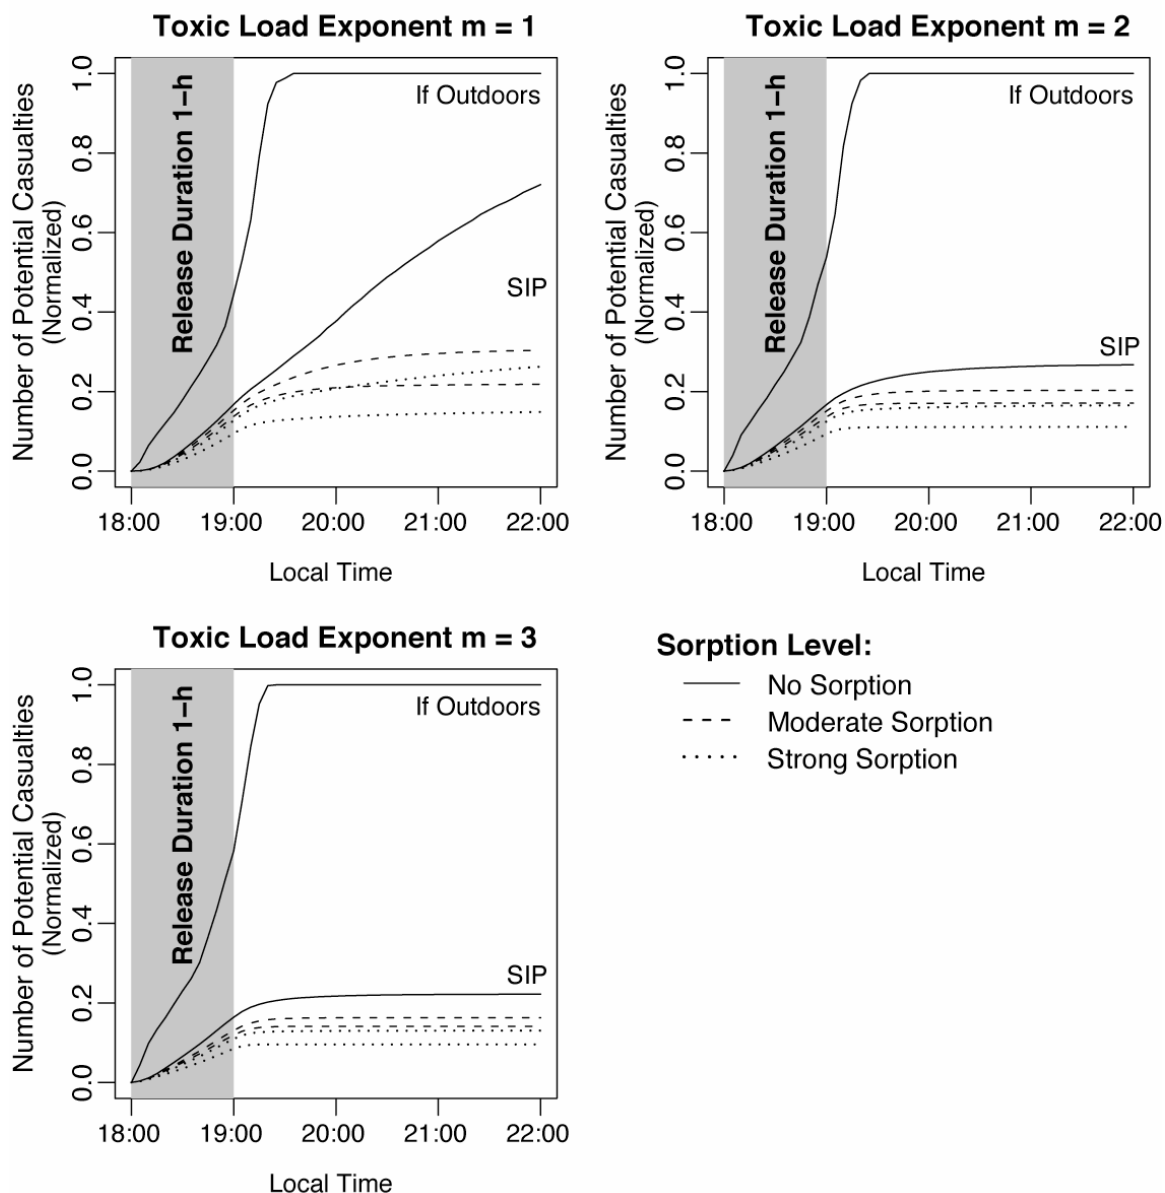 Toxic Load Exponent m = 1
Number of Potential Casualties
(Normalized)
0.0 0.2 0.4 0.6 0.8 1.0
Release Duration 1−h
If Outdoors
SIP
18:00 19:00 20:00 21:00 22:00
Local Time
Toxic Load Exponent m = 2
Number of Potential Casualties
(Normalized)
0.0 0.2 0.4 0.6 0.8 1.0
Release Duration 1−h
If Outdoors
SIP
18:00 19:00 20:00 21:00 22:00
Local Time
Toxic Load Exponent m = 3
Number of Potential Casualties
(Normalized)
0.0 0.2 0.4 0.6 0.8 1.0
Release Duration 1−h
If Outdoors
SIP
18:00 19:00 20:00 21:00 22:00
Local Time
Sorption Level:
No Sorption
Moderate Sorption
Strong Sorption